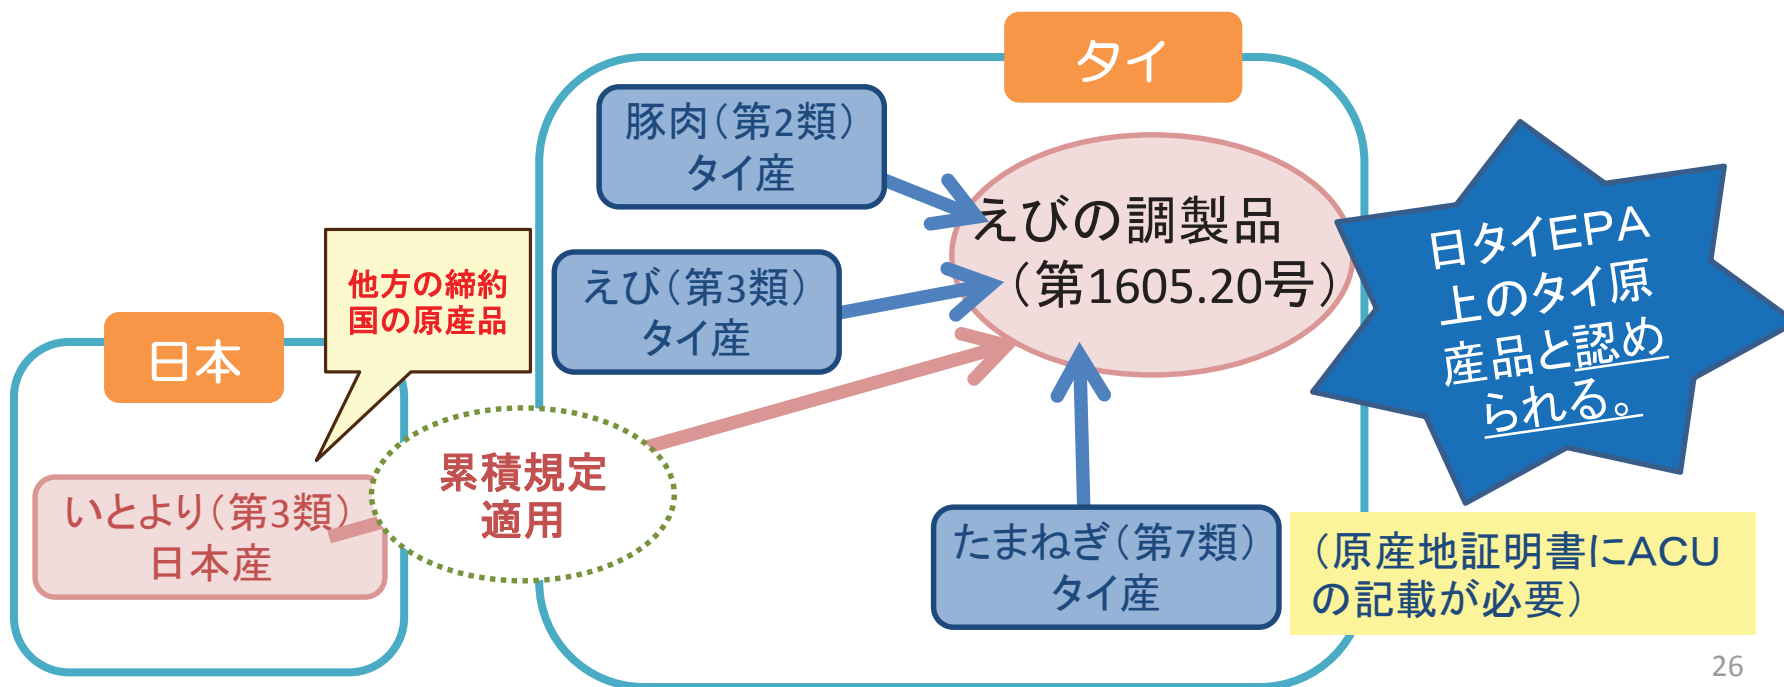 タイ
豚肉（第2類）
タイ産
えびの調製品
（第1605.20号）
えび（第3類）
タイ産
他方の締約
国の原産品
日本
いとより（第3類）
日本産
累積規定
適用
たまねぎ（第7類）
タイ産
日タイEPA
上のタイ原
産品と認め
られる。
（原産地証明書にACU
の記載が必要）
26